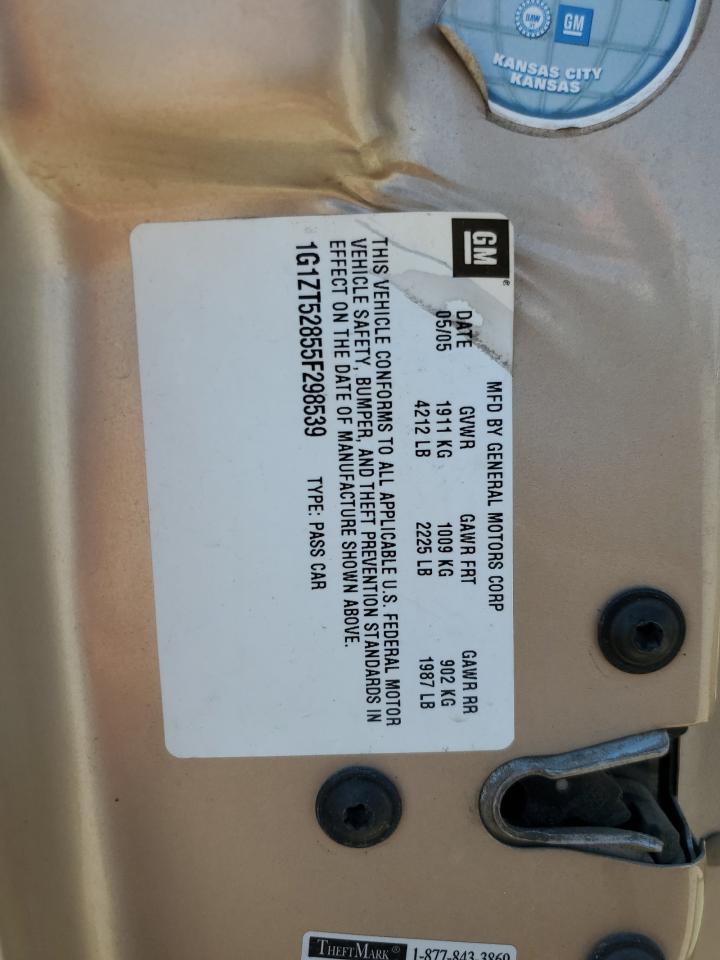 UAW
GM
KANSAS CITY
KANSAS
GM
MFD BY GENERAL MOTORS CORP
DATE GVWR GAWR FRT GAWR RR
05/05 1911 KG 1009 KG 902 KG
4212 LB 2225 LB 1987 LB
THIS VEHICLE CONFORMS TO ALL APPLICABLE U.S. FEDERAL MOTOR
VEHICLE SAFETY, BUMPER, AND THEFT PREVENTION STANDARDS IN
EFFECT ON THE DATE OF MANUFACTURE SHOWN ABOVE.
1G1ZT52855F298539 TYPE: PASS CAR
THEFTMARK® 1-877-843-3869